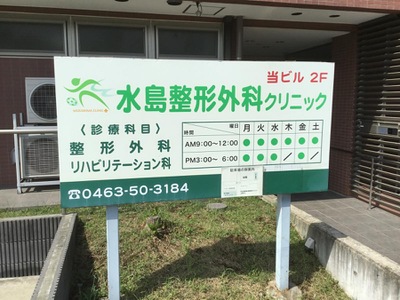 当ビル 2F
水島整形外科クリニック
〈診療科目〉
整形外科
リハビリテーション科
時間 曜日 月 火 水 木 金 土
AM9:00〜12:00 ● ● ● ● ● ●
PM3:00〜 6:00 ● ● ● / ● /
☎0463-50-3184